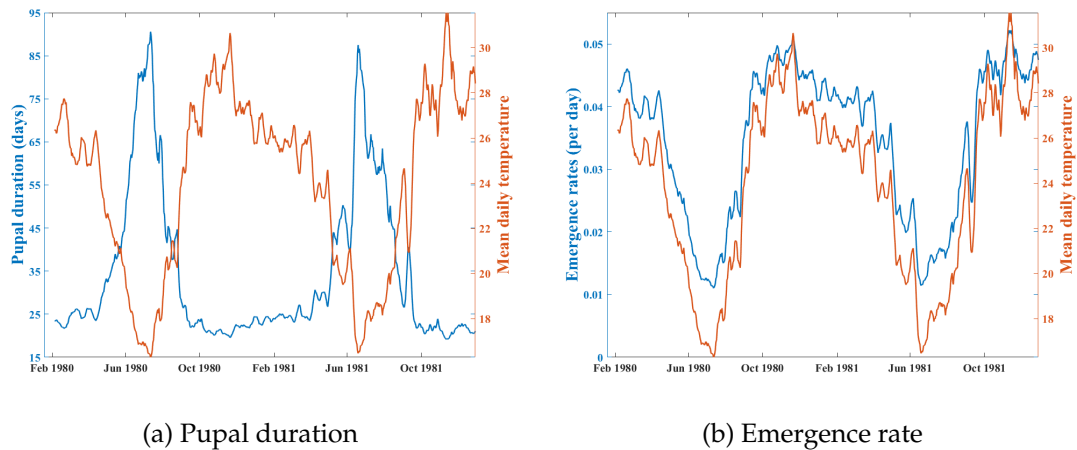 95
85
75
65
55
45
35
25
15
Pupal duration (days)
30
28
26
24
22
20
18
Mean daily temperature
Feb 1980
Jun 1980
Oct 1980
Feb 1981
Jun 1981
Oct 1981
(a) Pupal duration
0.05
0.04
0.03
0.02
0.01
0
Emergence rates (per day)
30
28
26
24
22
20
18
Mean daily temperature
Feb 1980
Jun 1980
Oct 1980
Feb 1981
Jun 1981
Oct 1981
(b) Emergence rate